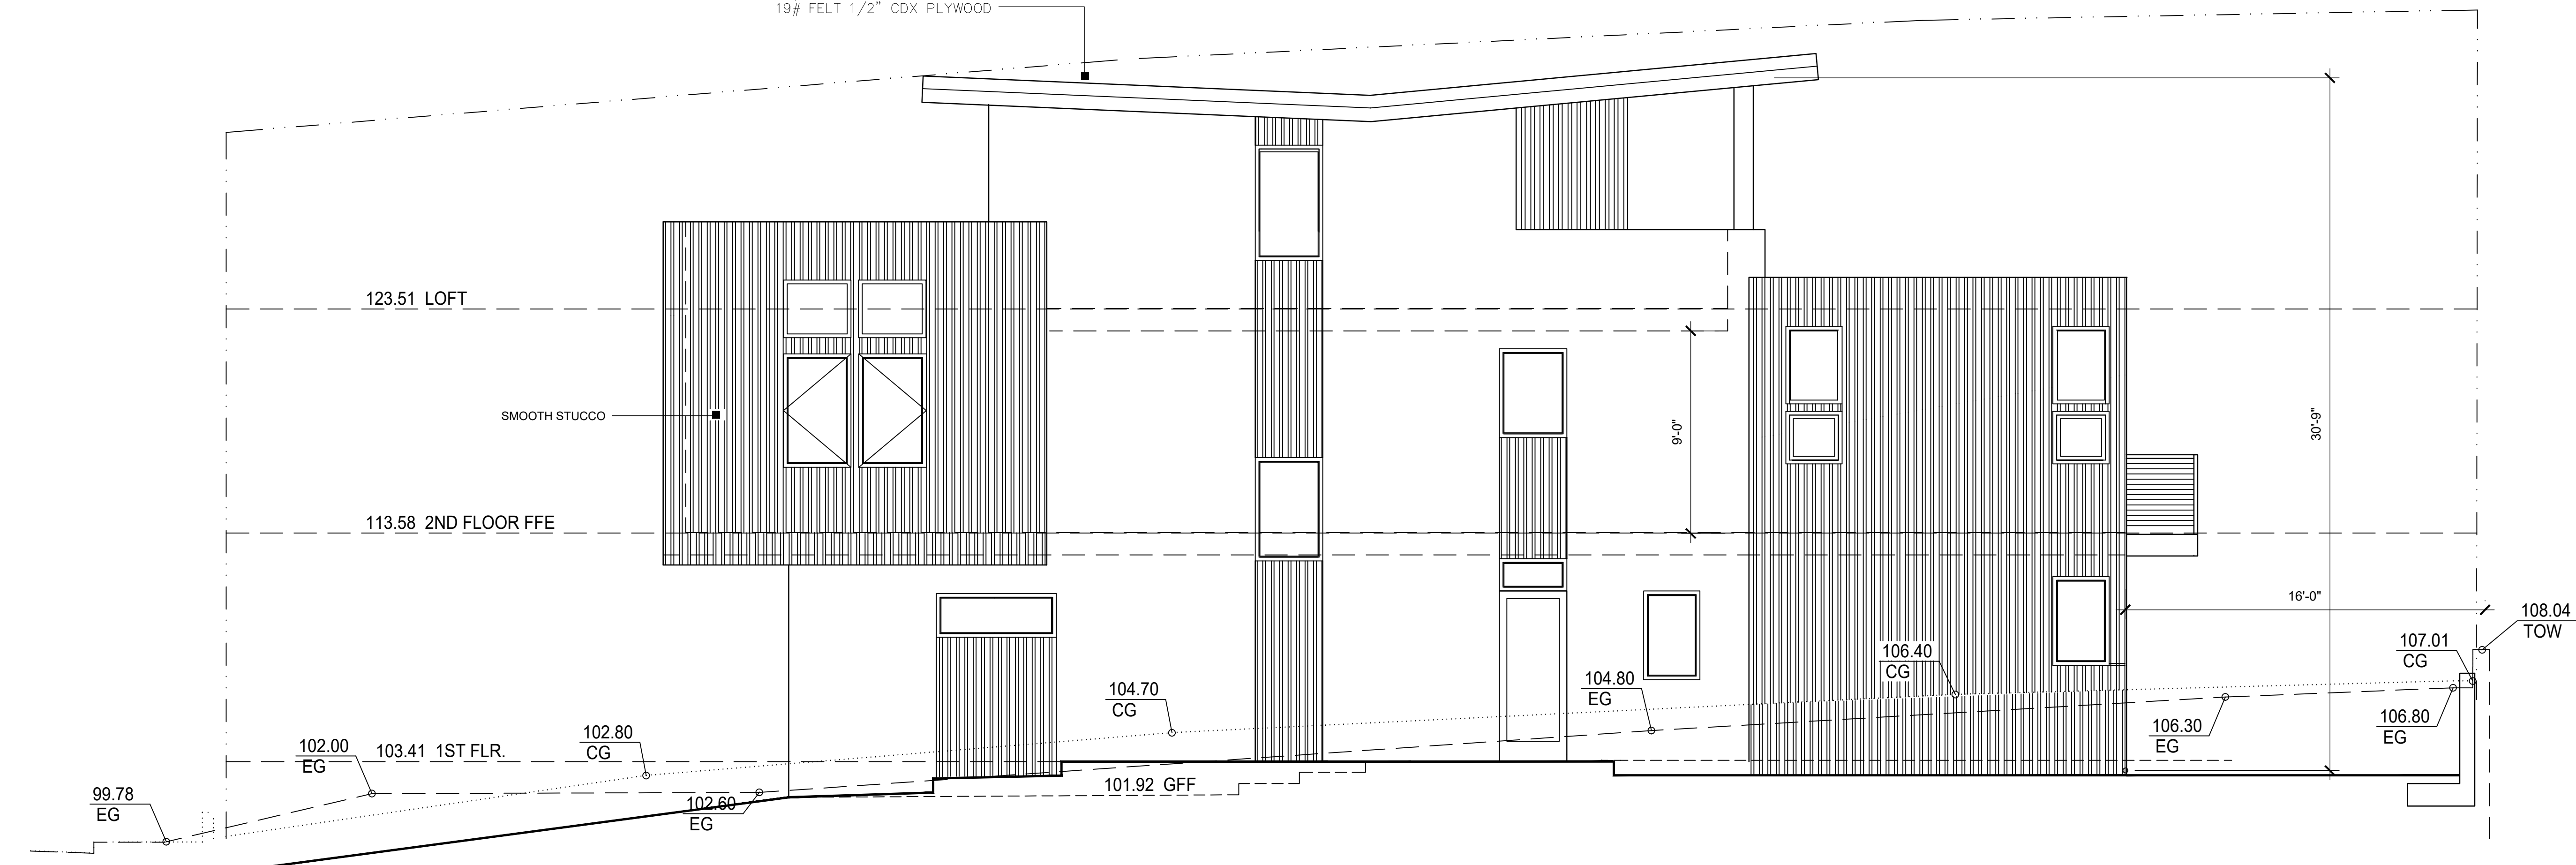 19# FELT 1/2" CDX PLYWOOD
123.51 LOFT
SMOOTH STUCCO
9'-0"
30'-9"
113.58 2ND FLOOR FFE
16'-0"
108.04
TOW
107.01
CG
106.40
CG
104.80
EG
104.70
CG
106.80
EG
106.30
EG
102.80
CG
102.00
EG
103.41 1ST FLR.
99.78
EG
102.60
EG
101.92 GFF